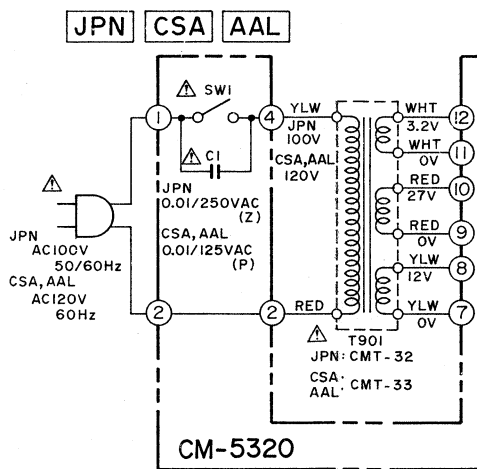 JPN CSA AAL
SW1
1
4 YLW
JPN
100V
CSA,AAL
120V
C1
JPN
0.01/250VAC
(Z)
CSA, AAL
0.01/125VAC
(P)
JPN
AC100V
50/60Hz
CSA,AAL
AC120V
60Hz
2
2 RED
WHT 12
3.2V
WHT 11
0V
RED 10
27V
RED 9
0V
YLW 8
12V
YLW 7
0V
T901
JPN: CMT-32
CSA·
AAL· CMT-33
CM-5320